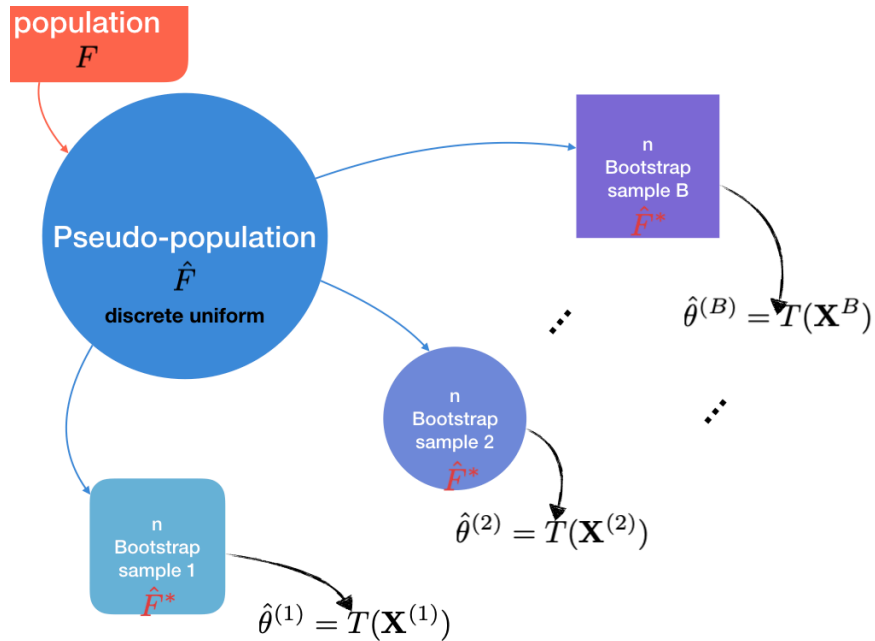 population
F
Pseudo-population
F̂
discrete uniform
n
Bootstrap
sample B
F̂*
θ̂^(B) = T(X^B)
n
Bootstrap
sample 2
F̂*
θ̂^(2) = T(X^(2))
n
Bootstrap
sample 1
F̂*
θ̂^(1) = T(X^(1))